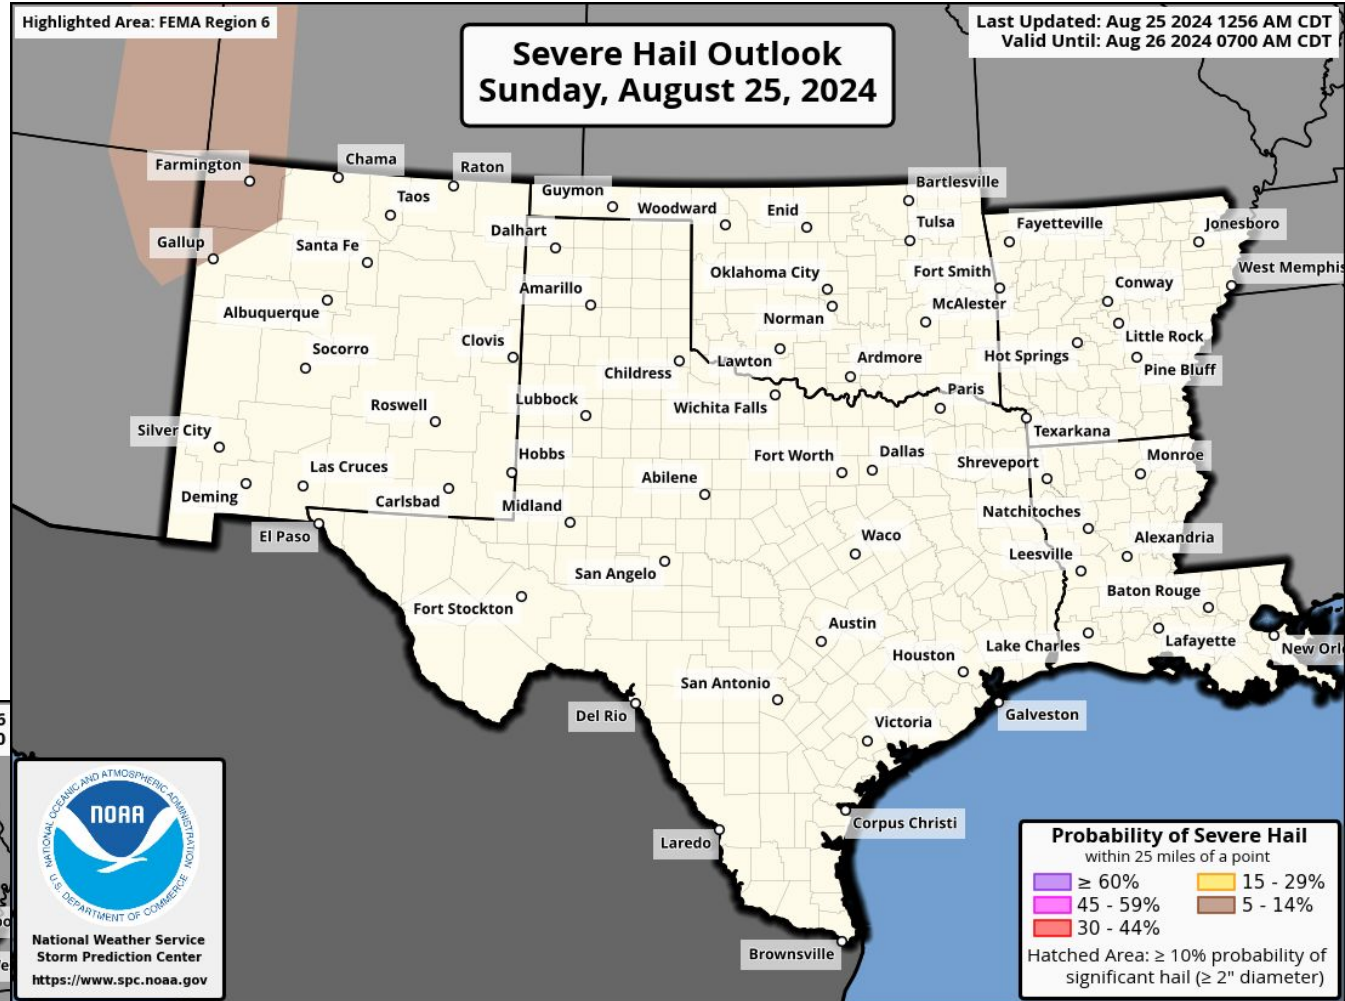 Highlighted Area: FEMA Region 6
Last Updated: Aug 25 2024 1256 AM CDT
Valid Until: Aug 26 2024 0700 AM CDT
Severe Hail Outlook
Sunday, August 25, 2024
Farmington
Chama
Raton
Taos
Guymon
Woodward
Enid
Bartlesville
Tulsa
Fayetteville
Jonesboro
Gallup
Santa Fe
Dalhart
Oklahoma City
Fort Smith
West Memphis
Amarillo
Conway
Albuquerque
Norman
McAlester
Little Rock
Socorro
Clovis
Childress
Lawton
Ardmore
Hot Springs
Pine Bluff
Roswell
Lubbock
Wichita Falls
Paris
Silver City
Texarkana
Las Cruces
Hobbs
Fort Worth
Dallas
Shreveport
Monroe
Deming
Carlsbad
Midland
Abilene
Natchitoches
El Paso
Waco
Leesville
Alexandria
San Angelo
Baton Rouge
Fort Stockton
Austin
Lake Charles
Lafayette
New Orl
Houston
San Antonio
Del Rio
Victoria
Galveston
Laredo
Corpus Christi
Brownsville
NATIONAL OCEANIC AND ATMOSPHERIC ADMINISTRATION
NOAA
U.S. DEPARTMENT OF COMMERCE
National Weather Service
Storm Prediction Center
https://www.spc.noaa.gov
Probability of Severe Hail
within 25 miles of a point
≥ 60%
15 - 29%
45 - 59%
5 - 14%
30 - 44%
Hatched Area: ≥ 10% probability of
significant hail (≥ 2" diameter)